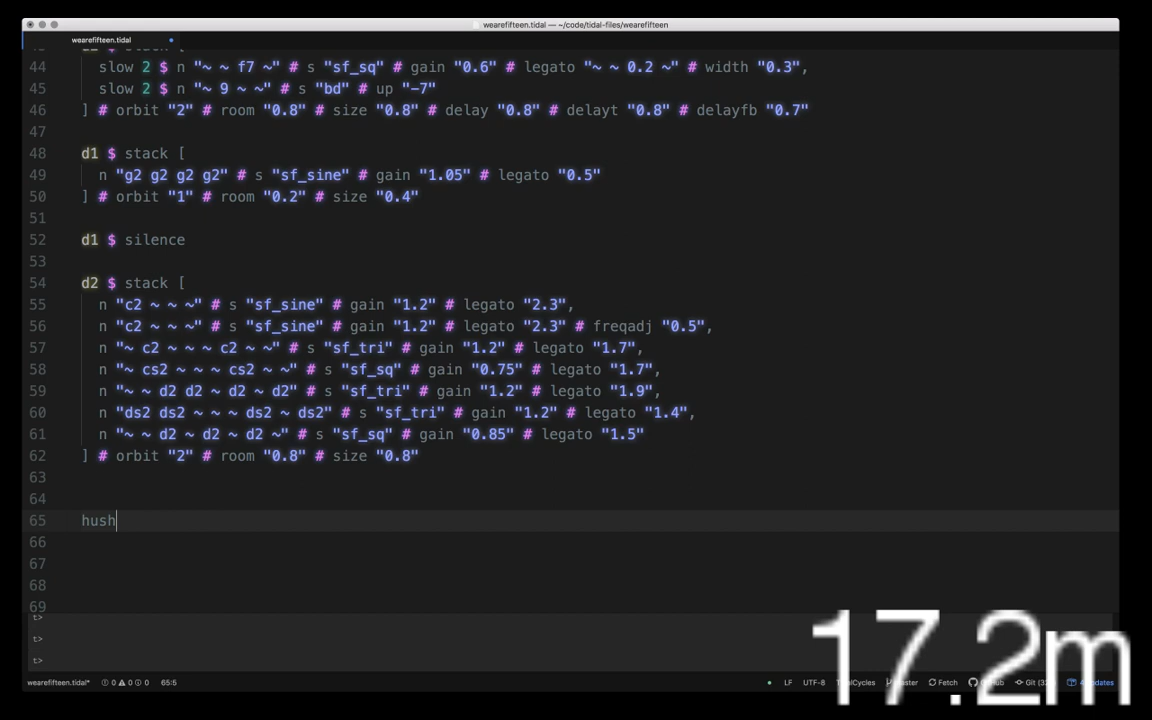 wearefifteen.tidal — ~/code/tidal-files/wearefifteen
wearefifteen.tidal
44 slow 2 $ n "~ ~ f7 ~" # s "sf_sq" # gain "0.6" # legato "~ ~ 0.2 ~" # width "0.3",
45 slow 2 $ n "~ 9 ~ ~" # s "bd" # up "-7"
46 ] # orbit "2" # room "0.8" # size "0.8" # delay "0.8" # delayt "0.8" # delayfb "0.7"
47
48 d1 $ stack [
49 n "g2 g2 g2 g2" # s "sf_sine" # gain "1.05" # legato "0.5"
50 ] # orbit "1" # room "0.2" # size "0.4"
51
52 d1 $ silence
53
54 d2 $ stack [
55 n "c2 ~ ~ ~" # s "sf_sine" # gain "1.2" # legato "2.3",
56 n "c2 ~ ~ ~" # s "sf_sine" # gain "1.2" # legato "2.3" # freqadj "0.5",
57 n "~ c2 ~ ~ ~ c2 ~ ~" # s "sf_tri" # gain "1.2" # legato "1.7",
58 n "~ cs2 ~ ~ ~ cs2 ~ ~" # s "sf_sq" # gain "0.75" # legato "1.7",
59 n "~ ~ d2 d2 ~ d2 ~ d2" # s "sf_tri" # gain "1.2" # legato "1.9",
60 n "ds2 ds2 ~ ~ ~ ds2 ~ ds2" # s "sf_tri" # gain "1.2" # legato "1.4",
61 n "~ ~ d2 ~ d2 ~ d2 ~" # s "sf_sq" # gain "0.85" # legato "1.5"
62 ] # orbit "2" # room "0.8" # size "0.8"
63
64
65 hush
66
67
68
69
t>
t>
t>
17.2m
wearefifteen.tidal* 0 0 0 65:5 LF UTF-8 Fetch Git